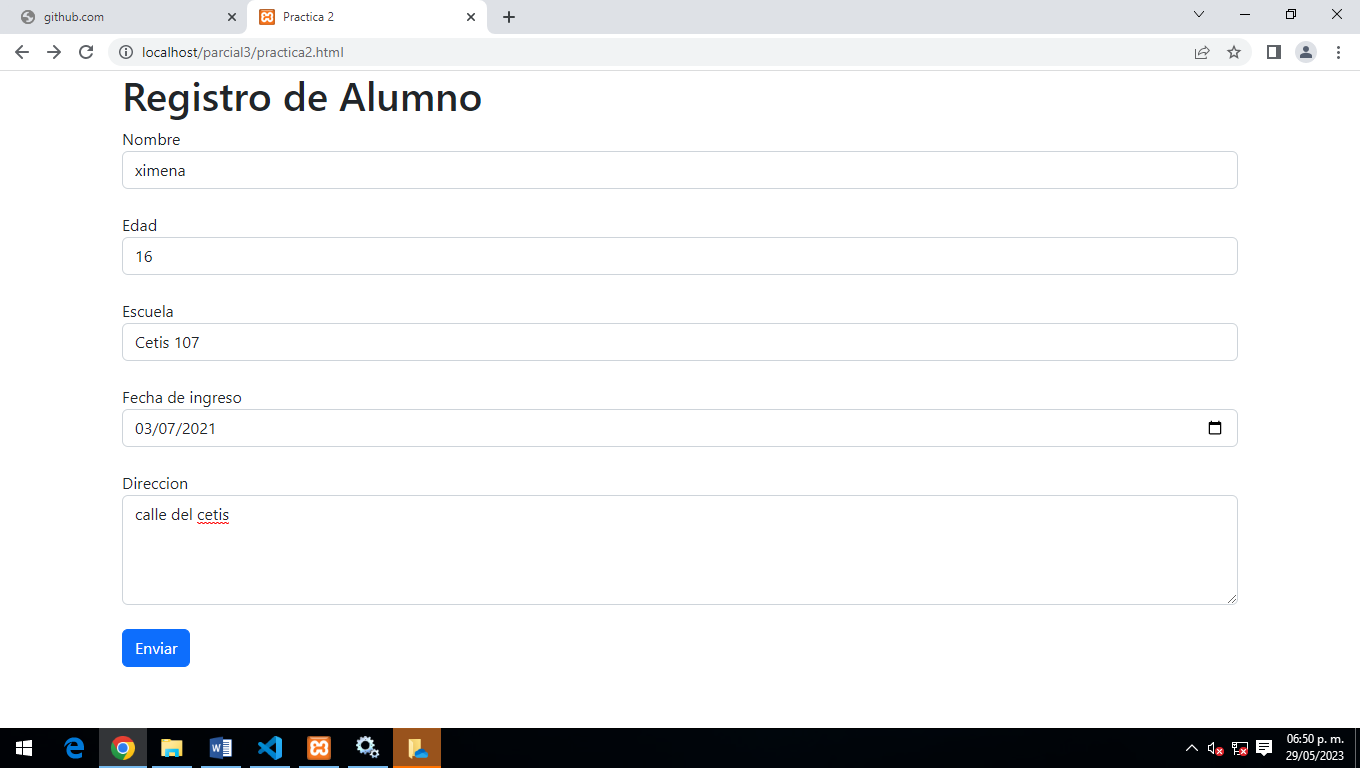 github.com
Practica 2
localhost/parcial3/practica2.html
Registro de Alumno
Nombre
ximena
Edad
16
Escuela
Cetis 107
Fecha de ingreso
03/07/2021
Direccion
calle del cetis
Enviar
06:50 p. m.
29/05/2023